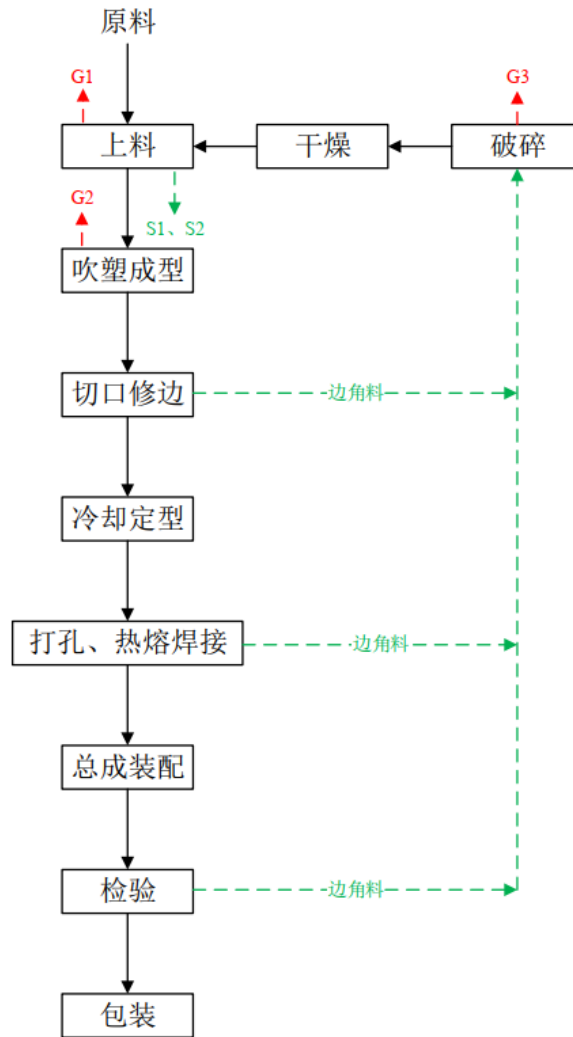 原料
G1
G3
上料
干燥
破碎
G2
S1、S2
吹塑成型
切口修边
边角料
冷却定型
打孔、热熔焊接
边角料
总成装配
检验
边角料
包装